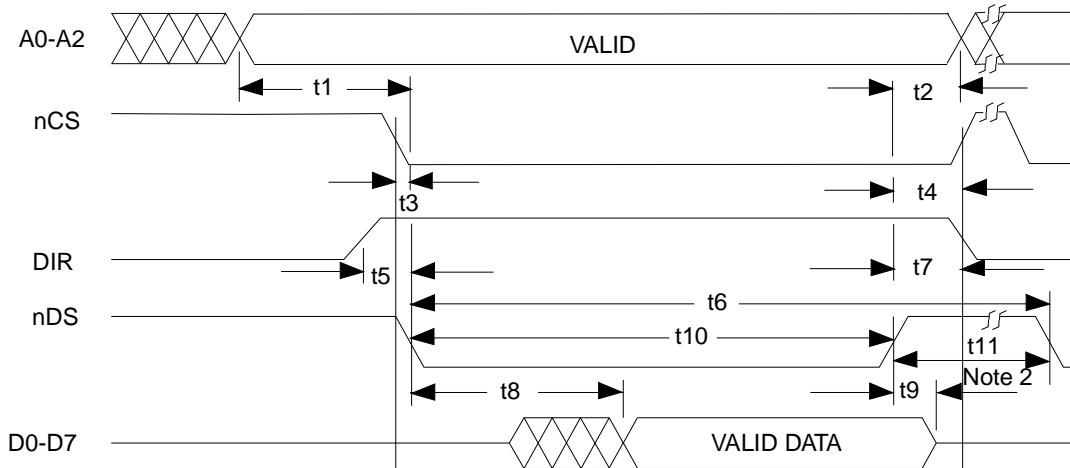 A0-A2
VALID
t1
t2
nCS
t3
t4
DIR
t5
t7
t6
nDS
t10
t11
t8
t9
Note 2
D0-D7
VALID DATA